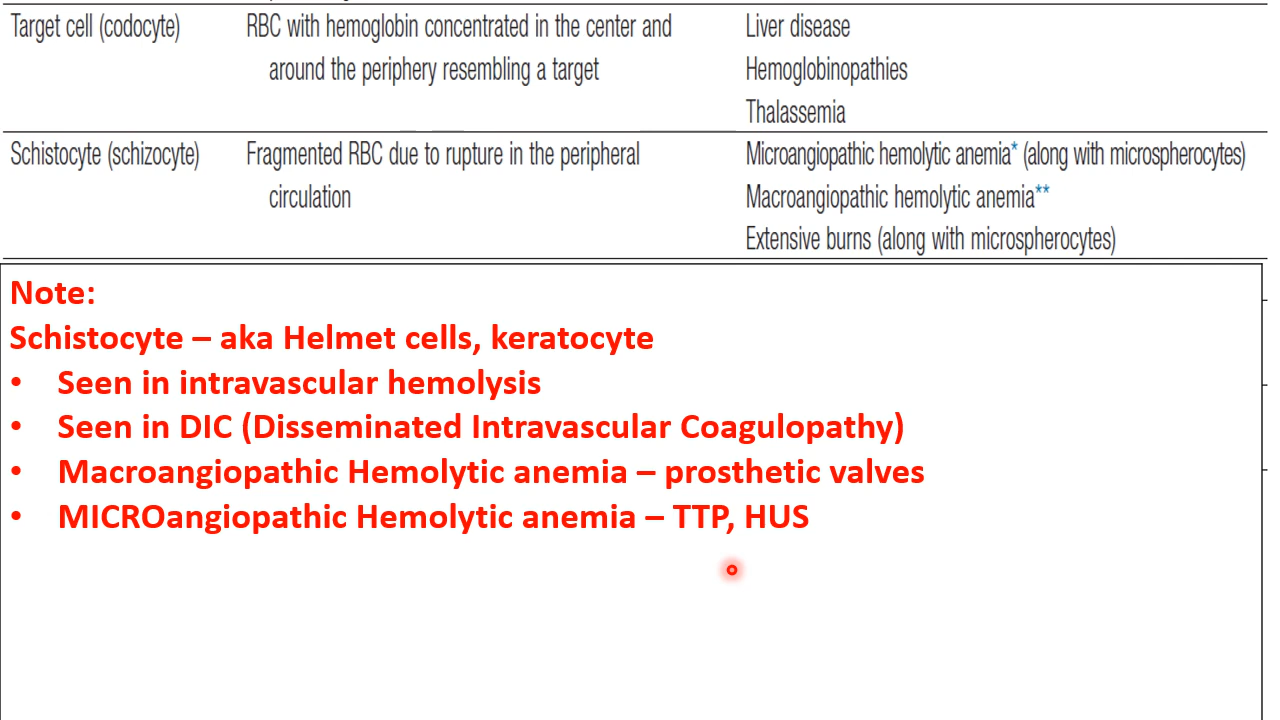 Target cell (codocyte) RBC with hemoglobin concentrated in the center and Liver disease
around the periphery resembling a target Hemoglobinopathies
Thalassemia
Schistocyte (schizocyte) Fragmented RBC due to rupture in the peripheral Microangiopathic hemolytic anemia* (along with microspherocytes)
circulation Macroangiopathic hemolytic anemia**
Extensive burns (along with microspherocytes)
Note:
Schistocyte – aka Helmet cells, keratocyte
• Seen in intravascular hemolysis
• Seen in DIC (Disseminated Intravascular Coagulopathy)
• Macroangiopathic Hemolytic anemia – prosthetic valves
• MICROangiopathic Hemolytic anemia – TTP, HUS